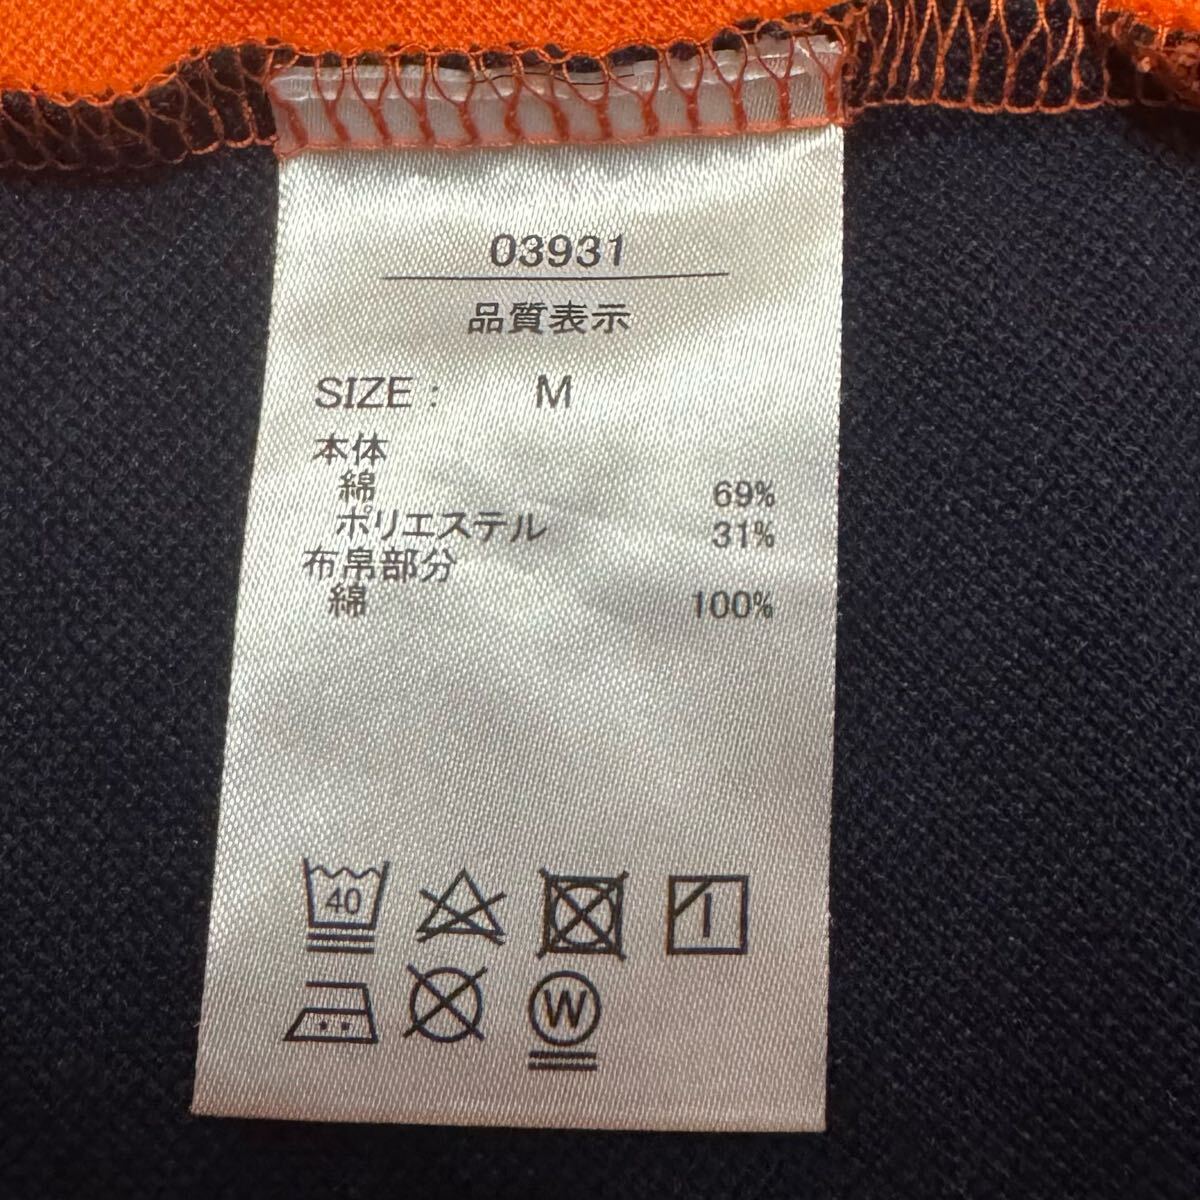 03931
品質表示
SIZE : M
本体
綿 69%
ポリエステル 31%
布帛部分
綿 100%
40
W